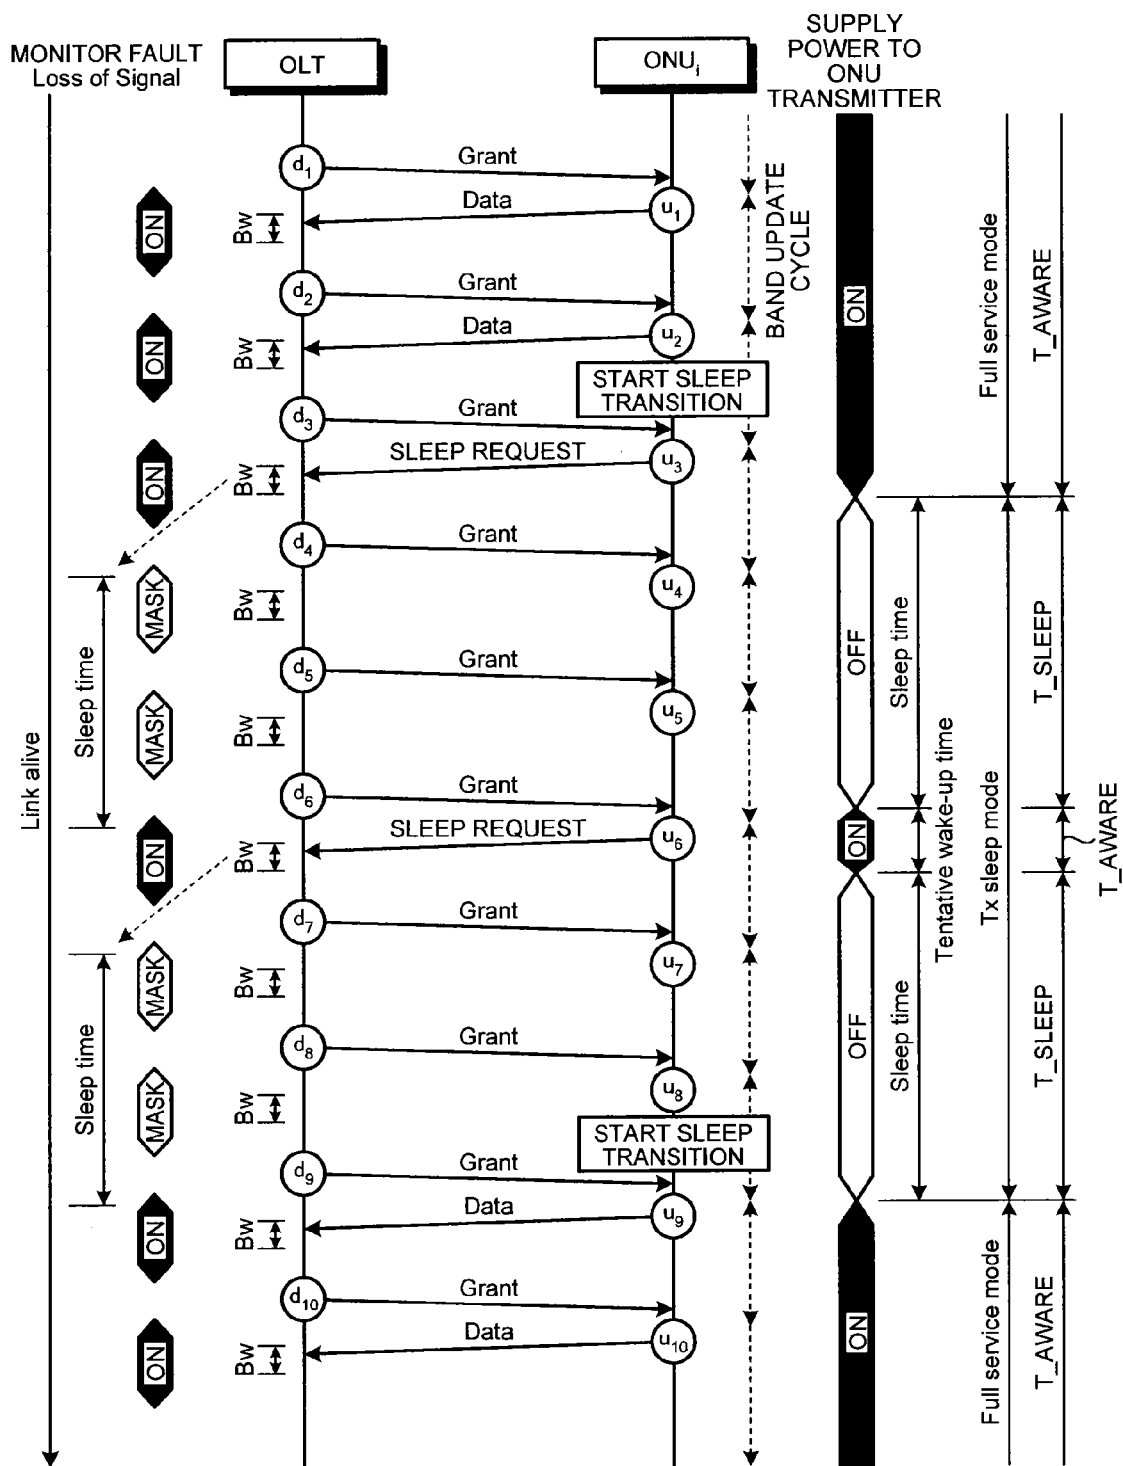 MONITOR FAULT
Loss of Signal
OLT
ONUi
SUPPLY
POWER TO
ONU
TRANSMITTER
d1
Grant
Data
u1
ON
Bw
d2
Grant
Data
u2
ON
Bw
BAND UPDATE
CYCLE
ON
Full service mode
T_AWARE
START SLEEP
TRANSITION
d3
Grant
SLEEP REQUEST
u3
ON
Bw
d4
Grant
u4
MASK
Bw
Sleep time
d5
Grant
u5
MASK
Bw
OFF
Sleep time
T_SLEEP
Link alive
d6
Grant
SLEEP REQUEST
u6
ON
Bw
ON
Tentative wake-up time
Tx sleep mode
T_AWARE
d7
Grant
u7
MASK
Bw
Sleep time
d8
Grant
u8
MASK
Bw
OFF
Sleep time
T_SLEEP
START SLEEP
TRANSITION
d9
Grant
Data
u9
ON
Bw
d10
Grant
Data
u10
ON
Bw
ON
Full service mode
T_AWARE